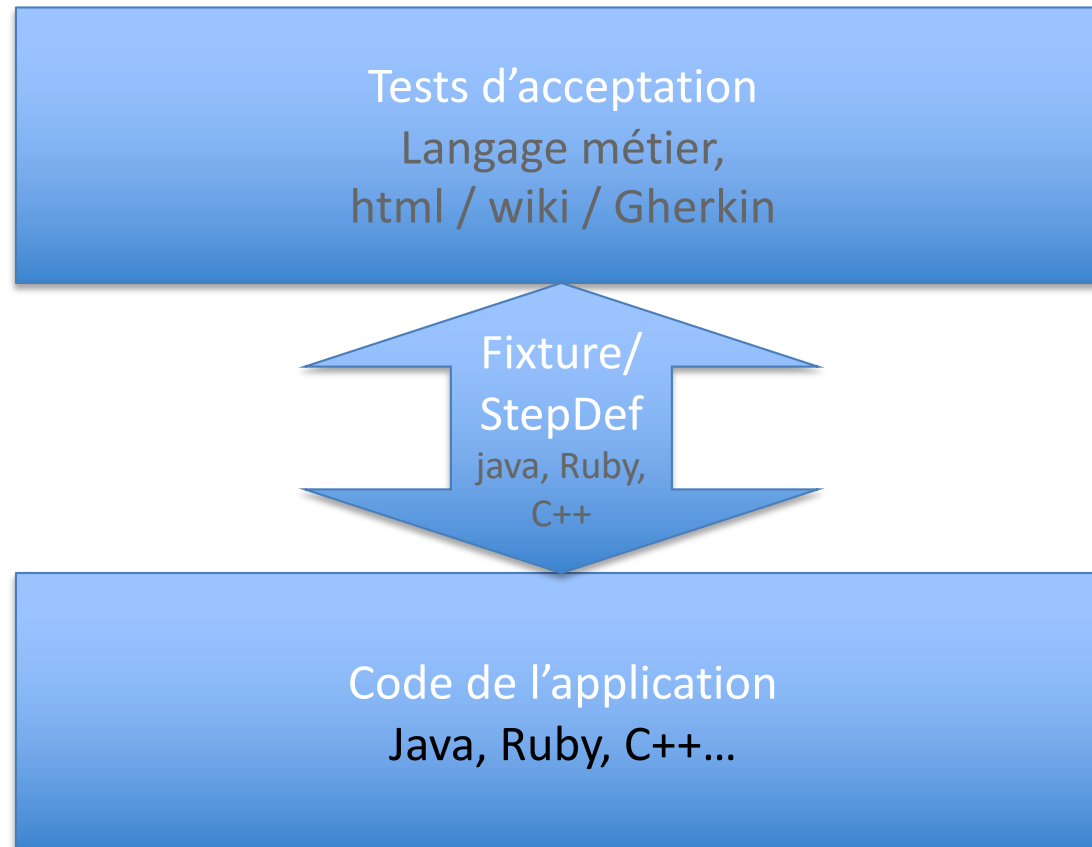 Tests d’acceptation
Langage métier,
html / wiki / Gherkin
Fixture/
StepDef
java, Ruby,
C++
Code de l’application
Java, Ruby, C++…